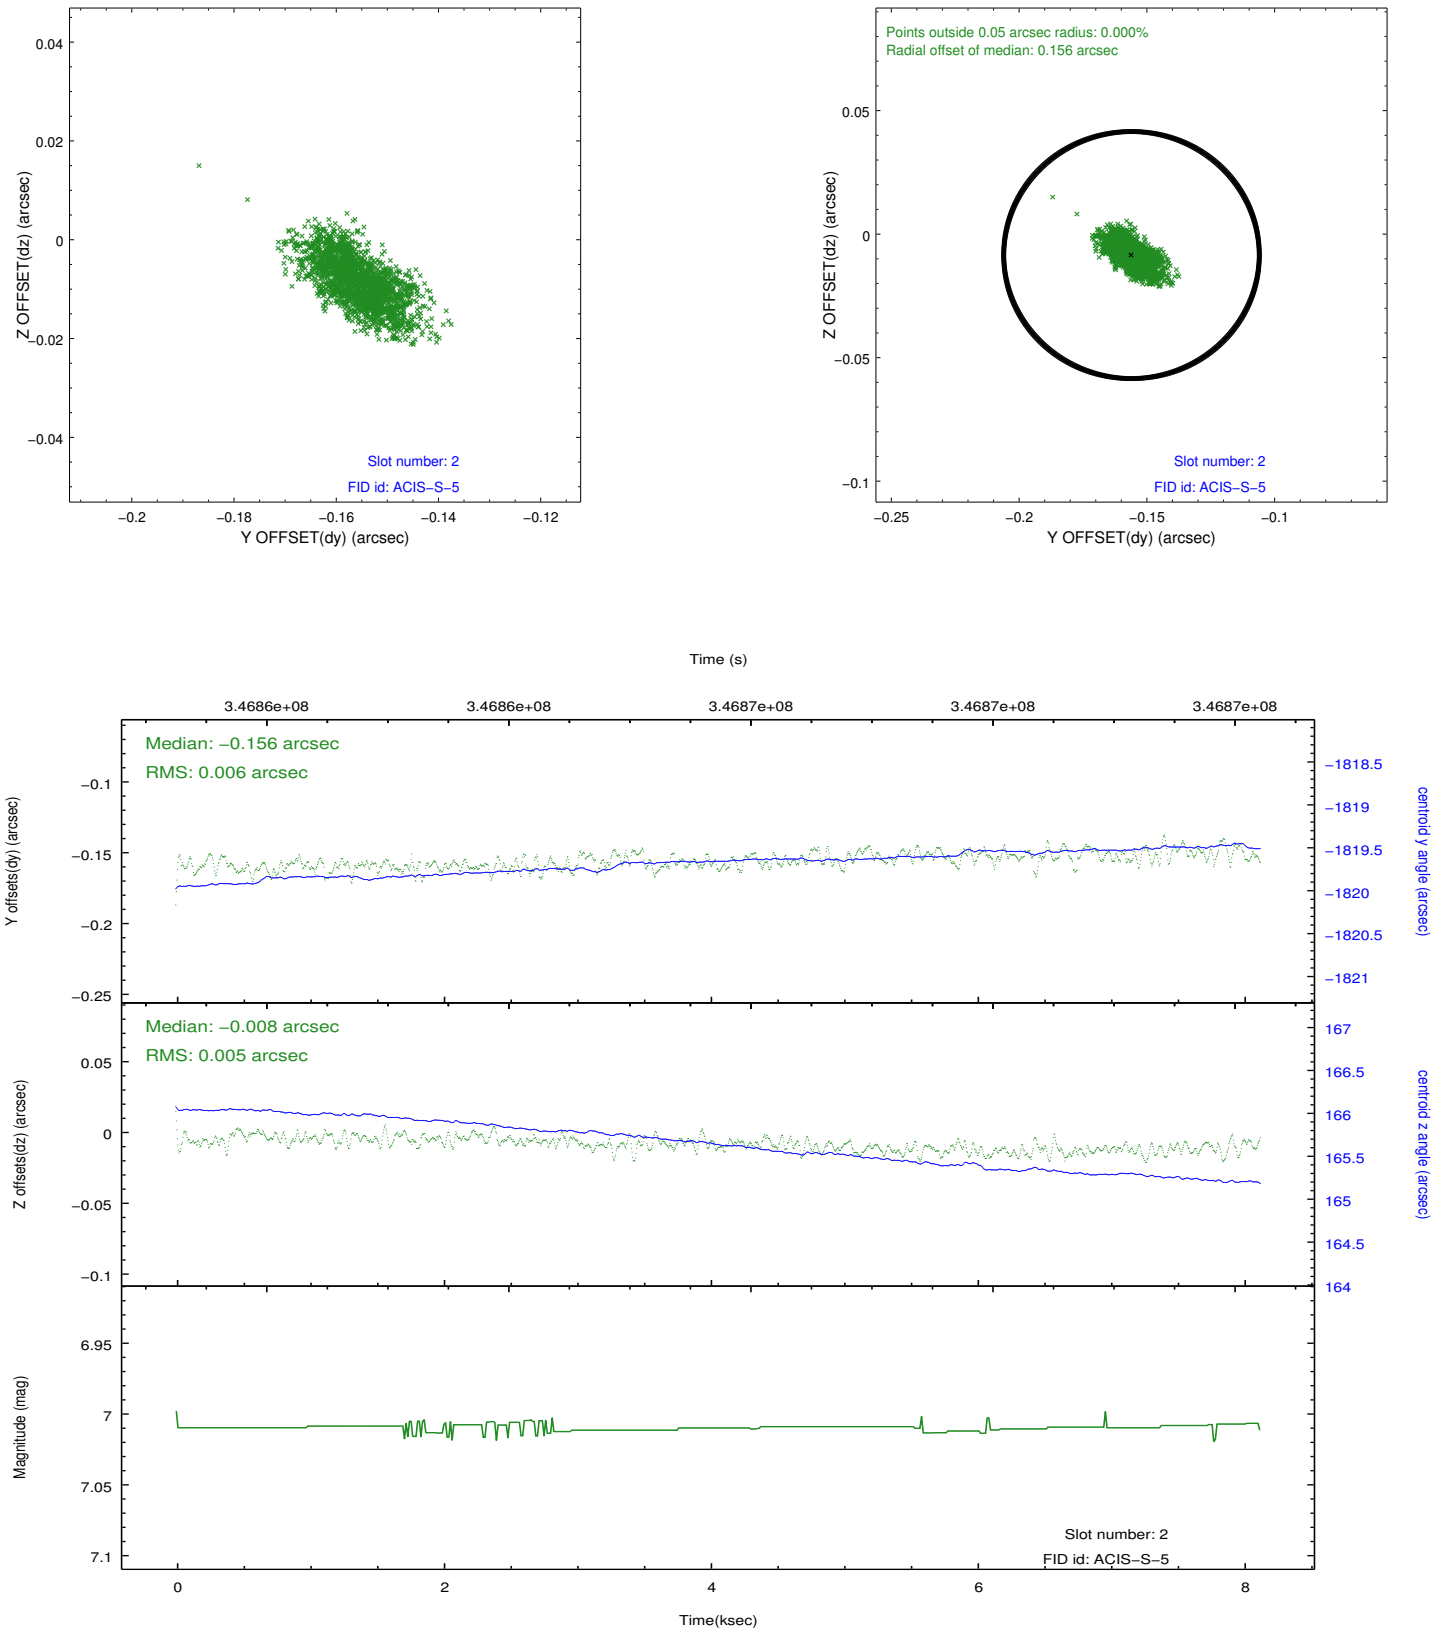 0.04
0.02
0
−0.02
−0.04
Z OFFSET(dz) (arcsec)
Slot number: 2
FID id: ACIS−S−5
−0.2
−0.18
−0.16
−0.14
−0.12
Y OFFSET(dy) (arcsec)
Points outside 0.05 arcsec radius: 0.000%
Radial offset of median: 0.156 arcsec
0.05
0
−0.05
−0.1
Z OFFSET(dz) (arcsec)
Slot number: 2
FID id: ACIS−S−5
−0.25
−0.2
−0.15
−0.1
Y OFFSET(dy) (arcsec)
Time (s)
3.4686e+08
3.4686e+08
3.4687e+08
3.4687e+08
3.4687e+08
Median: −0.156 arcsec
RMS: 0.006 arcsec
−0.1
−0.15
−0.2
−0.25
Y offsets(dy) (arcsec)
−1818.5
−1819
−1819.5
−1820
−1820.5
−1821
centroid y angle (arcsec)
Median: −0.008 arcsec
RMS: 0.005 arcsec
0.05
0
−0.05
−0.1
Z offsets(dz) (arcsec)
167
166.5
166
165.5
165
164.5
164
centroid z angle (arcsec)
6.95
7
7.05
7.1
Magnitude (mag)
Slot number: 2
FID id: ACIS−S−5
0
2
4
6
8
Time(ksec)